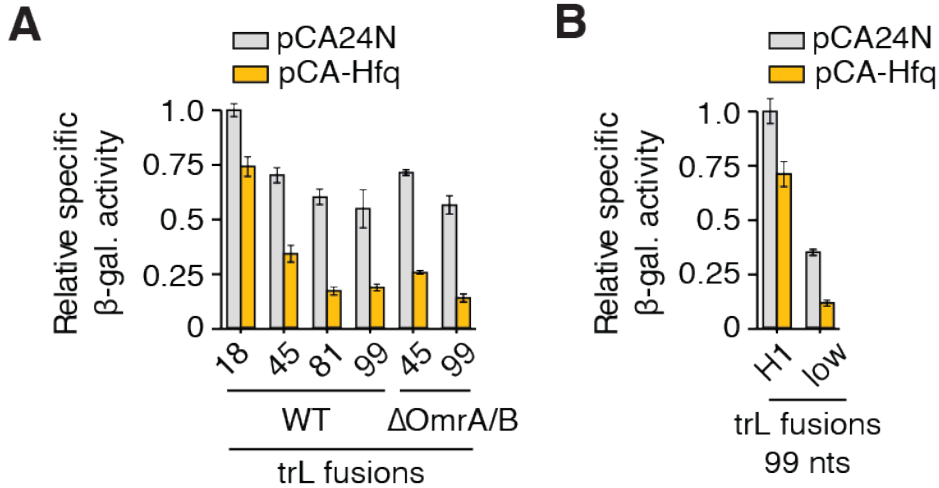 A
pCA24N
pCA-Hfq
Relative specific
β-gal. activity
1.0
0.75
0.5
0.25
0
18
45
81
99
45
99
WT
ΔOmrA/B
trL fusions
B
pCA24N
pCA-Hfq
Relative specific
β-gal. activity
1.0
0.75
0.5
0.25
0
H1
low
trL fusions
99 nts